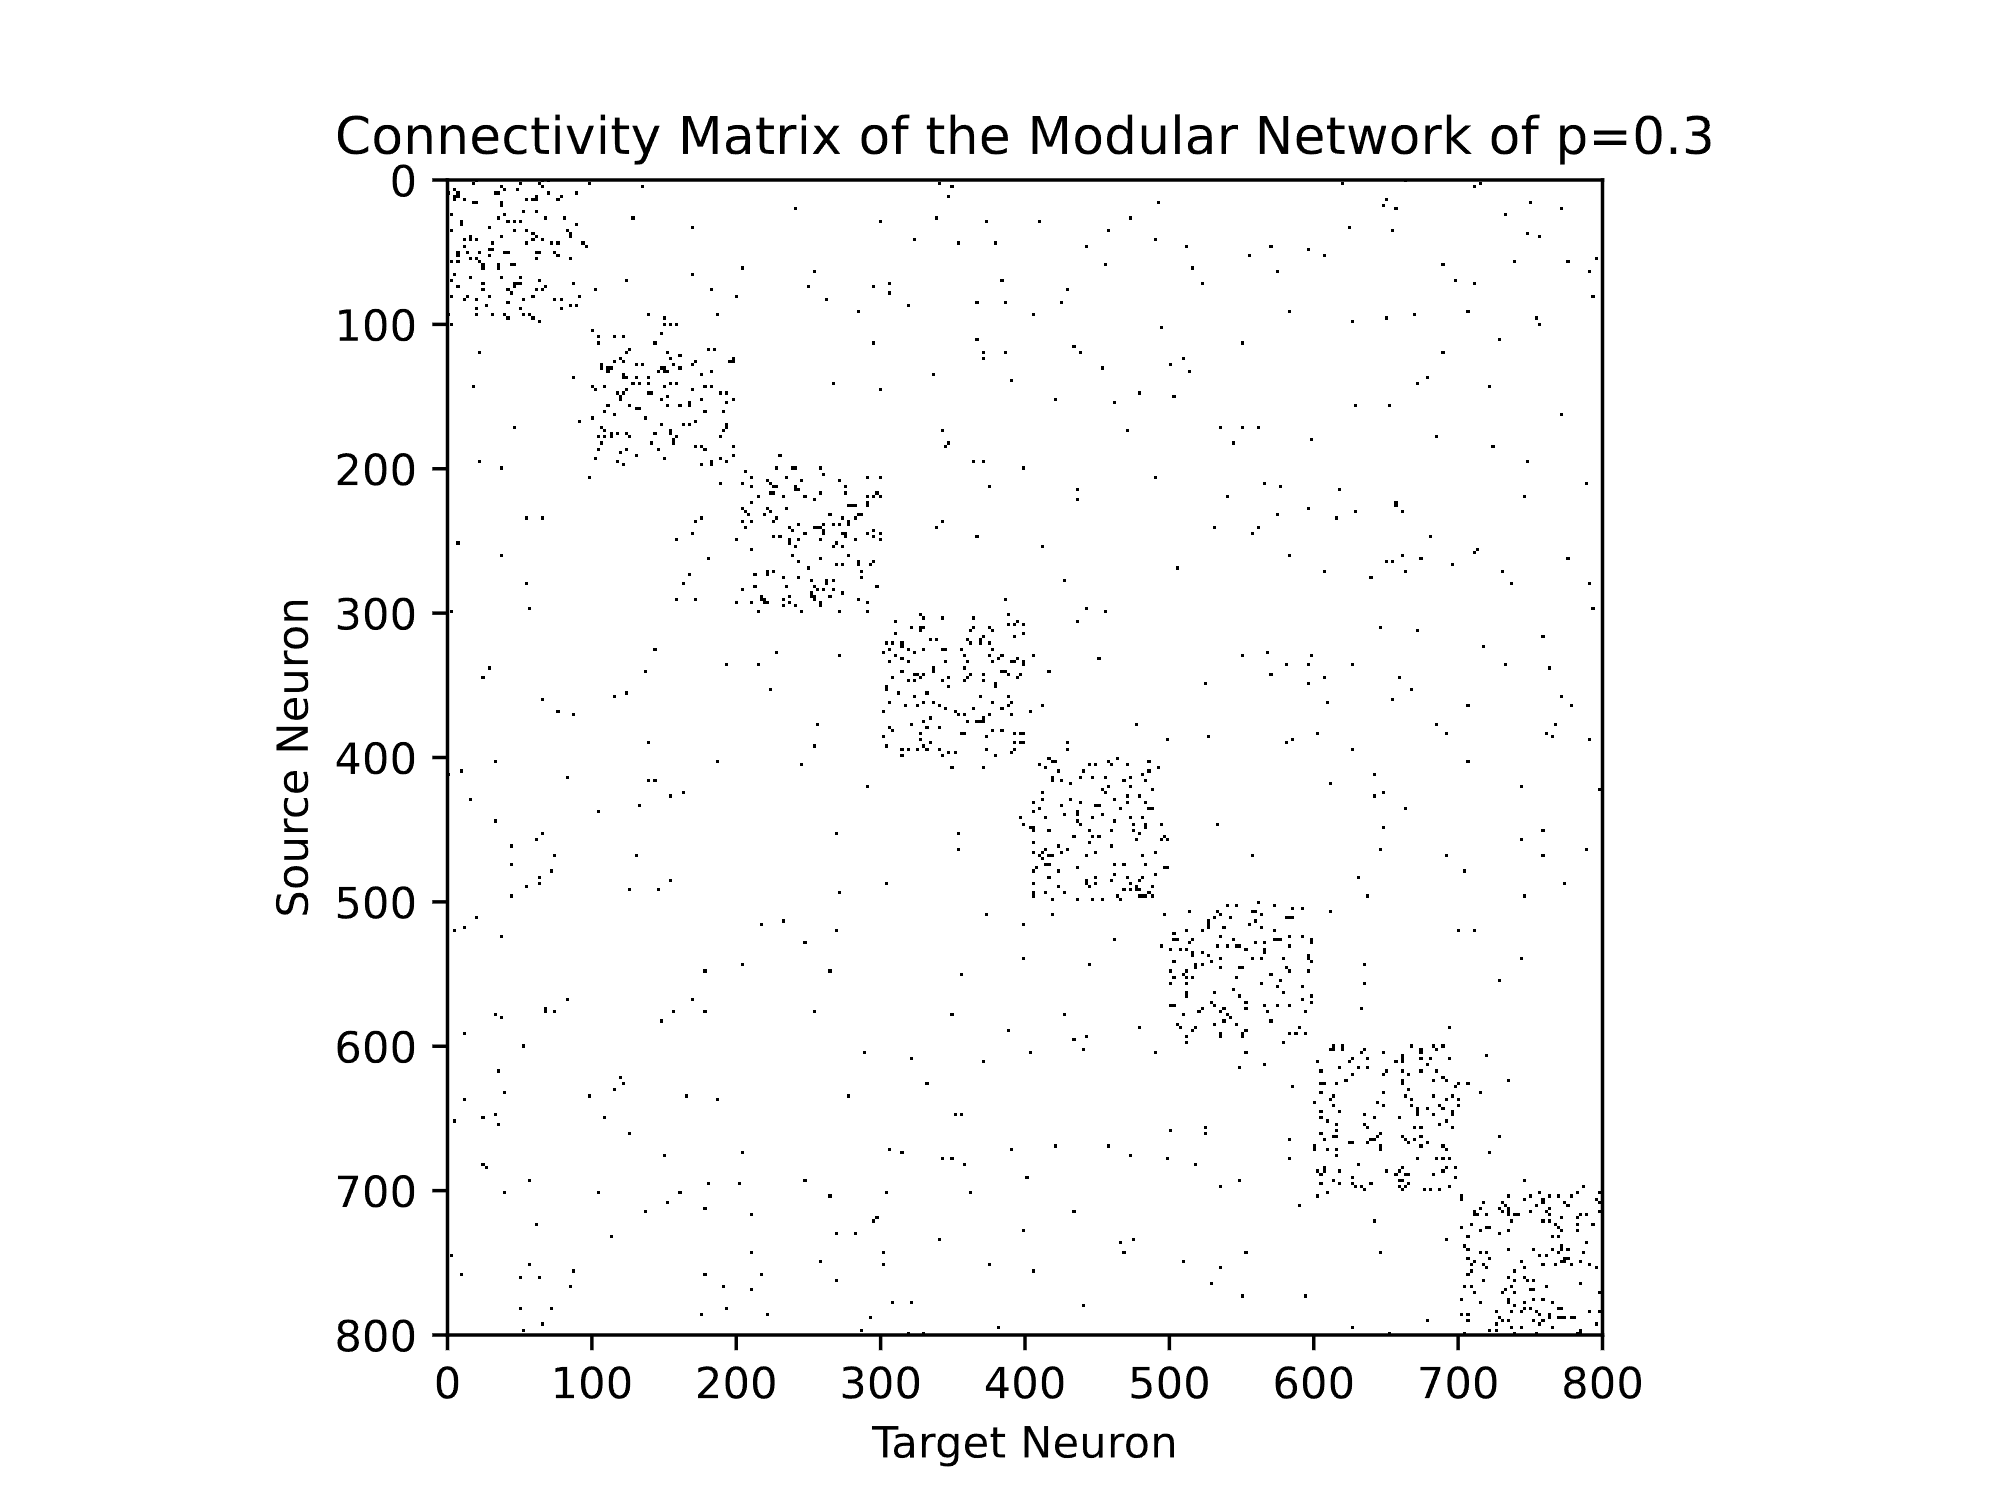 Connectivity Matrix of the Modular Network of p=0.3
0
100
200
300
400
500
600
700
800
Source Neuron
0 100 200 300 400 500 600 700 800
Target Neuron